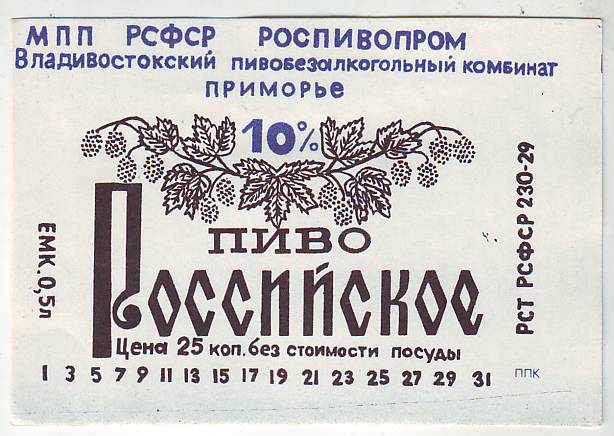 МПП РСФСР РОСПИВОПРОМ
Владивостокский пивобезалкогольный комбинат
ПРИМОРЬЕ
10%
ПИВО
Российское
ЕМК. 0,5л
РСТ РСФСР 230-29
Цена 25 коп. без стоимости посуды
1 3 5 7 9 11 13 15 17 19 21 23 25 27 29 31
ППК